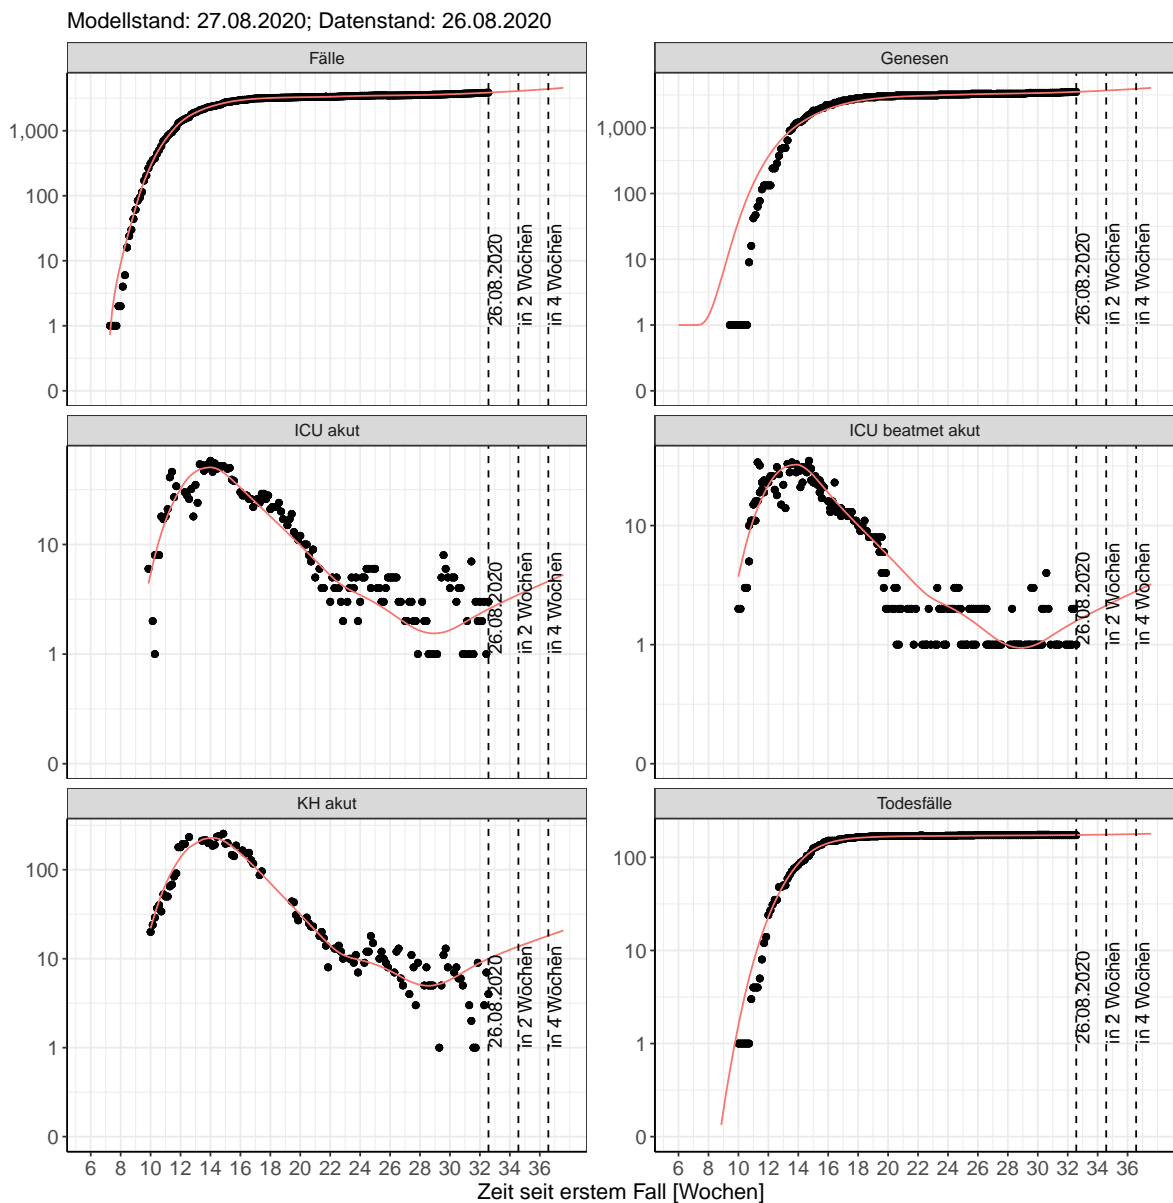 Modellstand: 27.08.2020; Datenstand: 26.08.2020
Fälle
Genesen
1,000
100
10
1
0
26.08.2020
in 2 Wochen
in 4 Wochen
1,000
100
10
1
0
26.08.2020
in 2 Wochen
in 4 Wochen
ICU akut
ICU beatmet akut
10
1
0
26.08.2020
in 2 Wochen
in 4 Wochen
10
1
0
26.08.2020
in 2 Wochen
in 4 Wochen
KH akut
Todesfälle
100
10
1
0
26.08.2020
in 2 Wochen
in 4 Wochen
100
10
1
0
26.08.2020
in 2 Wochen
in 4 Wochen
6 8 10 12 14 16 18 20 22 24 26 28 30 32 34 36
6 8 10 12 14 16 18 20 22 24 26 28 30 32 34 36
Zeit seit erstem Fall [Wochen]